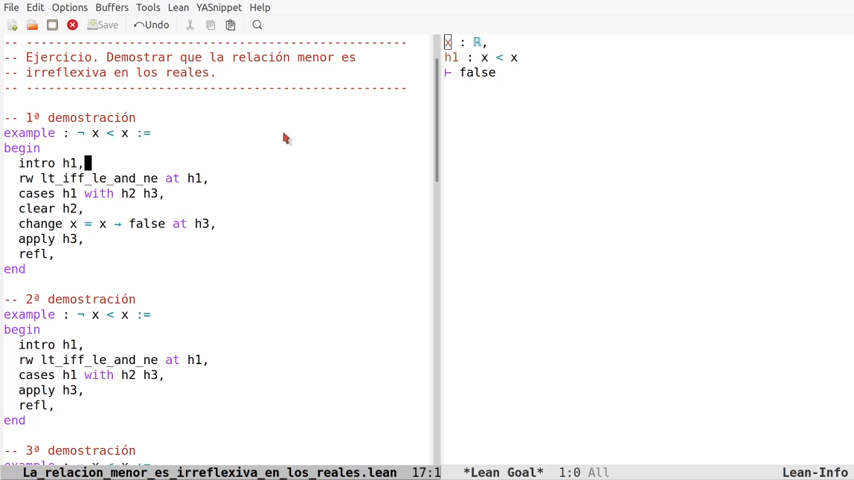 File Edit Options Buffers Tools Lean YASnippet Help
Save Undo
-- -----------------------------------------------------
-- Ejercicio. Demostrar que la relación menor es
-- irreflexiva en los reales.
-- -----------------------------------------------------
-- 1ª demostración
example : ¬ x < x :=
begin
intro h1,
rw lt_iff_le_and_ne at h1,
cases h1 with h2 h3,
clear h2,
change x = x → false at h3,
apply h3,
refl,
end
-- 2ª demostración
example : ¬ x < x :=
begin
intro h1,
rw lt_iff_le_and_ne at h1,
cases h1 with h2 h3,
apply h3,
refl,
end
-- 3ª demostración
example : ¬ x < x :=
La_relacion_menor_es_irreflexiva_en_los_reales.lean 17:1
x : ℝ,
h1 : x < x
⊢ false
*Lean Goal* 1:0 All Lean-Info